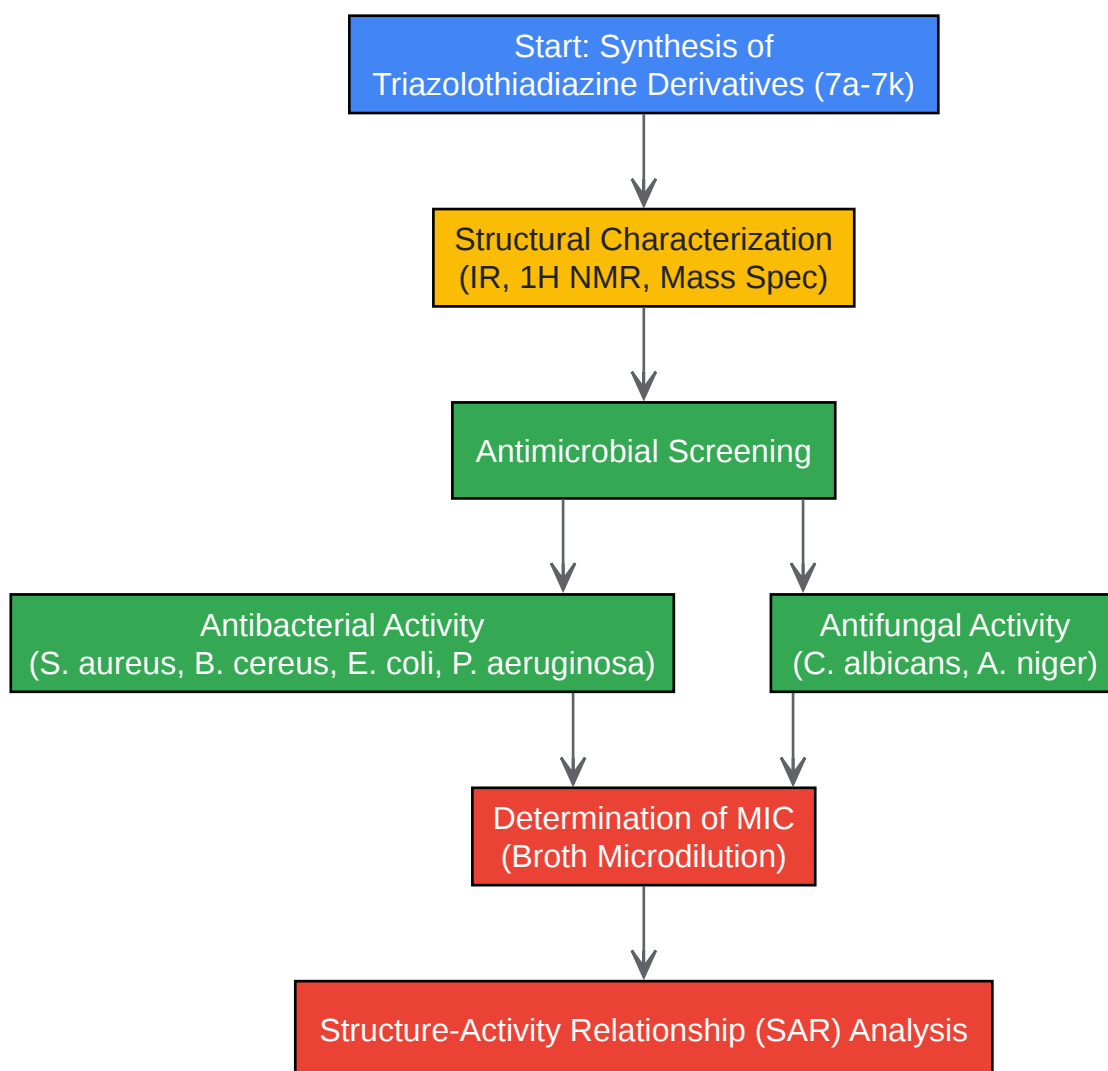 Start: Synthesis of
Triazolothiadiazine Derivatives (7a-7k)
Structural Characterization
(IR, 1H NMR, Mass Spec)
Antimicrobial Screening
Antibacterial Activity
(S. aureus, B. cereus, E. coli, P. aeruginosa)
Antifungal Activity
(C. albicans, A. niger)
Determination of MIC
(Broth Microdilution)
Structure-Activity Relationship (SAR) Analysis